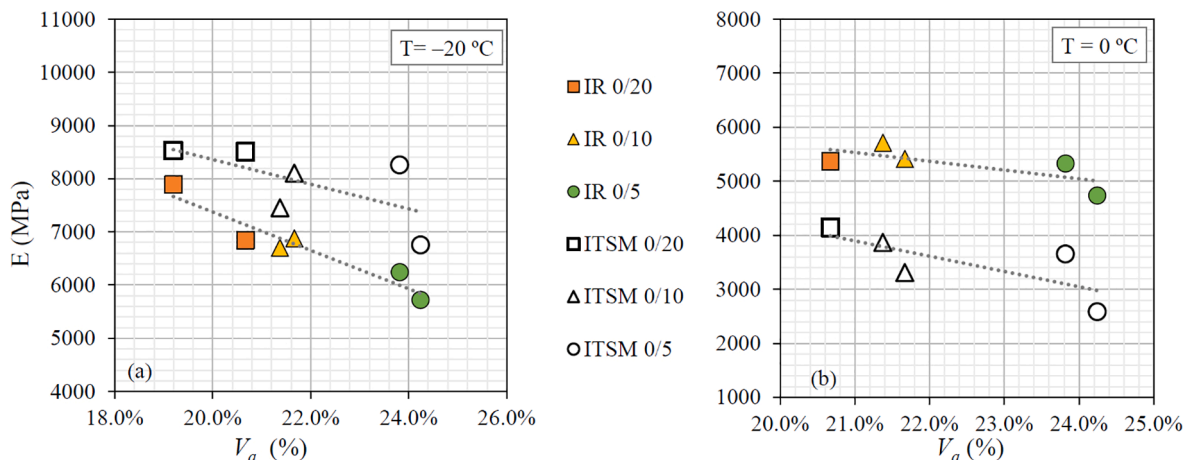 11000
10000
9000
8000
7000
6000
5000
4000
E (MPa)
T= –20 ºC
(a)
18.0%
20.0%
22.0%
24.0%
26.0%
Va (%)
IR 0/20
IR 0/10
IR 0/5
ITSM 0/20
ITSM 0/10
ITSM 0/5
8000
7000
6000
5000
4000
3000
2000
1000
T = 0 ºC
(b)
20.0%
21.0%
22.0%
23.0%
24.0%
25.0%
Va (%)